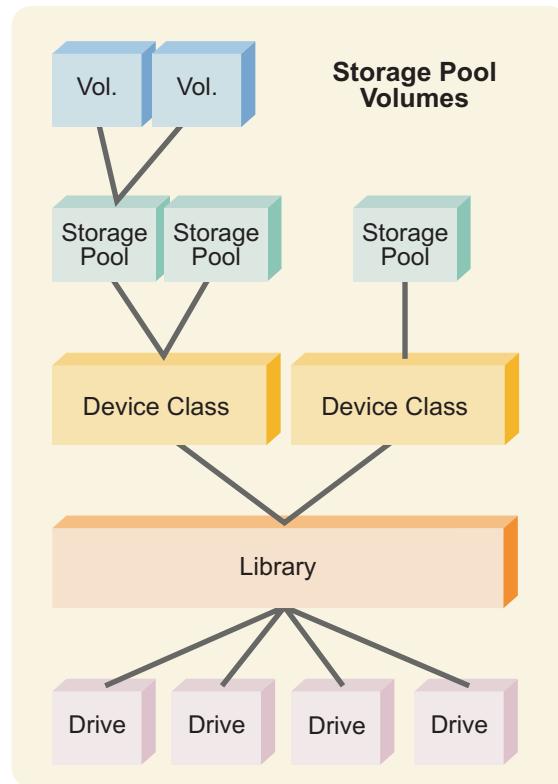 Storage Pool
Volumes
Vol.
Vol.
Storage
Pool
Storage
Pool
Storage
Pool
Device Class
Device Class
Library
Drive
Drive
Drive
Drive